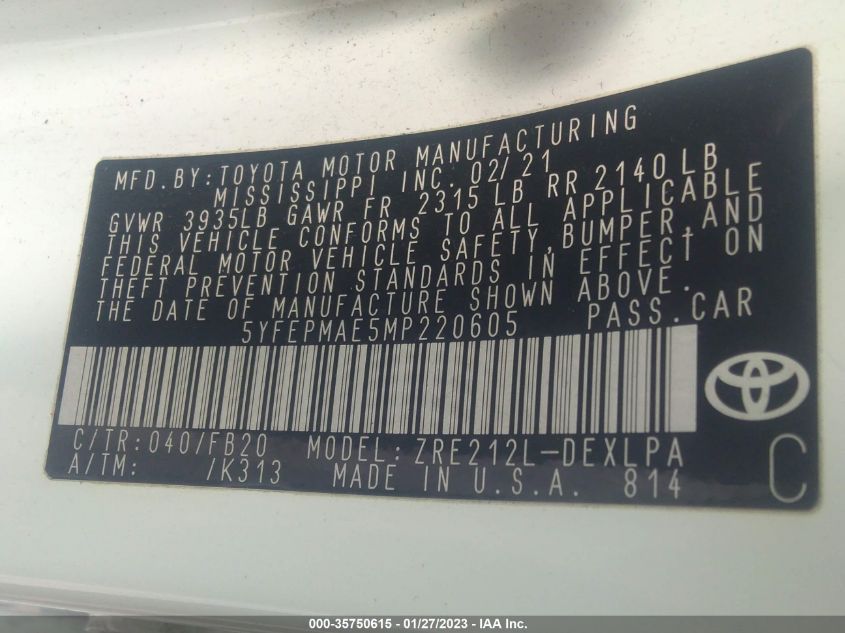 MFD. BY: TOYOTA MOTOR MANUFACTURING
MISSISSIPPI INC. 02/21
GVWR 3935LB GAWR FR 2315 LB RR 2140 LB
THIS VEHICLE CONFORMS TO ALL APPLICABLE
FEDERAL MOTOR VEHICLE SAFETY, BUMPER, AND
THEFT PREVENTION STANDARDS IN EFFECT ON
THE DATE OF MANUFACTURE SHOWN ABOVE.
5YFEPMAE5MP220605 PASS. CAR
C/TR: 040/FB20 MODEL: ZRE212L-DEXLPA
A/TM: /K313 MADE IN U.S.A. 814 C
000-35750615 - 01/27/2023 - IAA Inc.